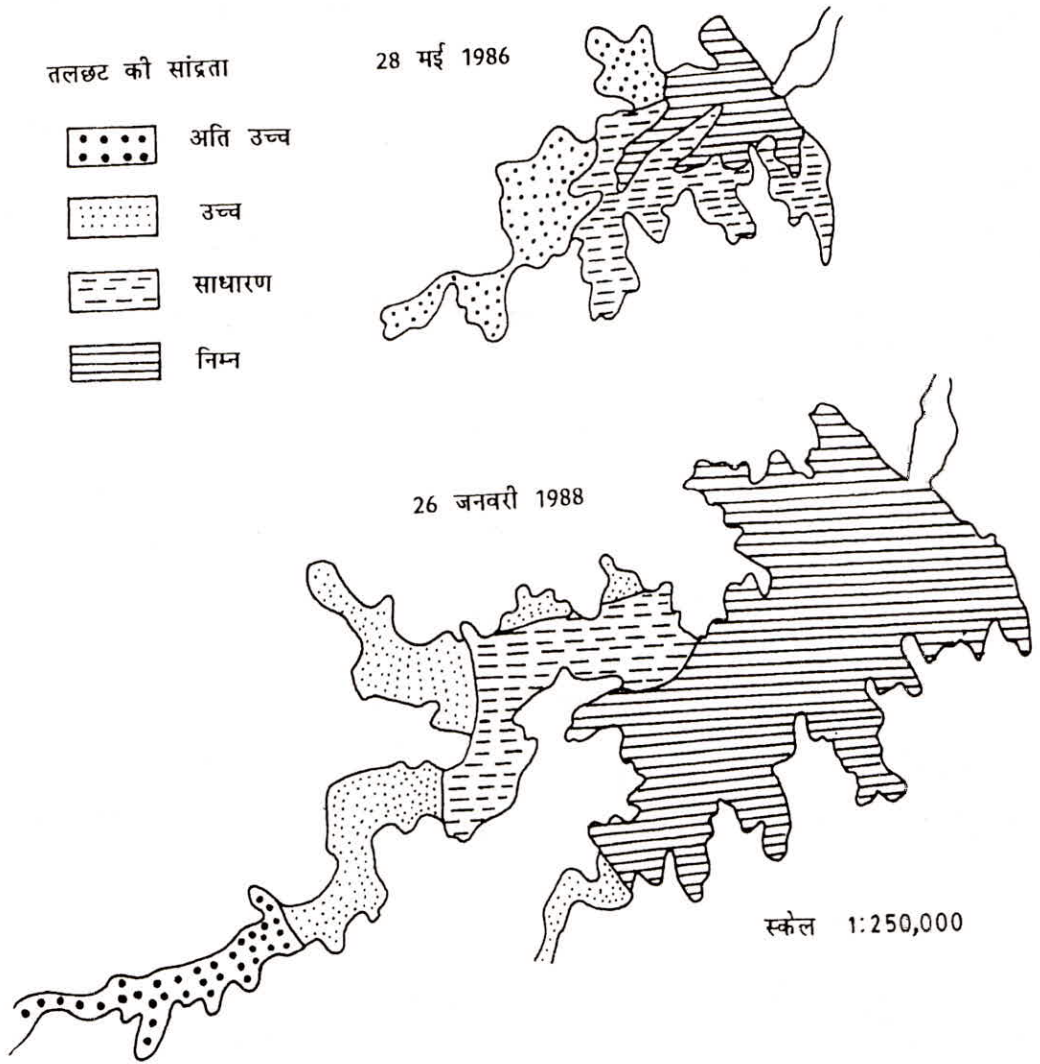 तलछट की सांद्रता
अति उच्च
उच्च
साधारण
निम्न
28 मई 1986
26 जनवरी 1988
स्केल 1:250,000